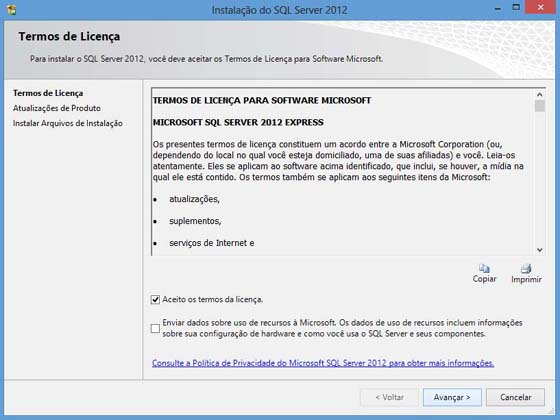 Instalação do SQL Server 2012
Termos de Licença
Para instalar o SQL Server 2012, você deve aceitar os Termos de Licença para Software Microsoft.
Termos de Licença
Atualizações de Produto
Instalar Arquivos de Instalação
TERMOS DE LICENÇA PARA SOFTWARE MICROSOFT
MICROSOFT SQL SERVER 2012 EXPRESS
Os presentes termos de licença constituem um acordo entre a Microsoft Corporation (ou,
dependendo do local no qual você esteja domiciliado, uma de suas afiliadas) e você. Leia-os
atentamente. Eles se aplicam ao software acima identificado, que inclui, se houver, a mídia na
qual ele está contido. Os termos também se aplicam aos seguintes itens da Microsoft:
• atualizações,
• suplementos,
• serviços de Internet e
Copiar Imprimir
Aceito os termos da licença.
Enviar dados sobre uso de recursos à Microsoft. Os dados de uso de recursos incluem informações
sobre sua configuração de hardware e como você usa o SQL Server e seus componentes.
Consulte a Política de Privacidade do Microsoft SQL Server 2012 para obter mais informações.
< Voltar Avançar > Cancelar